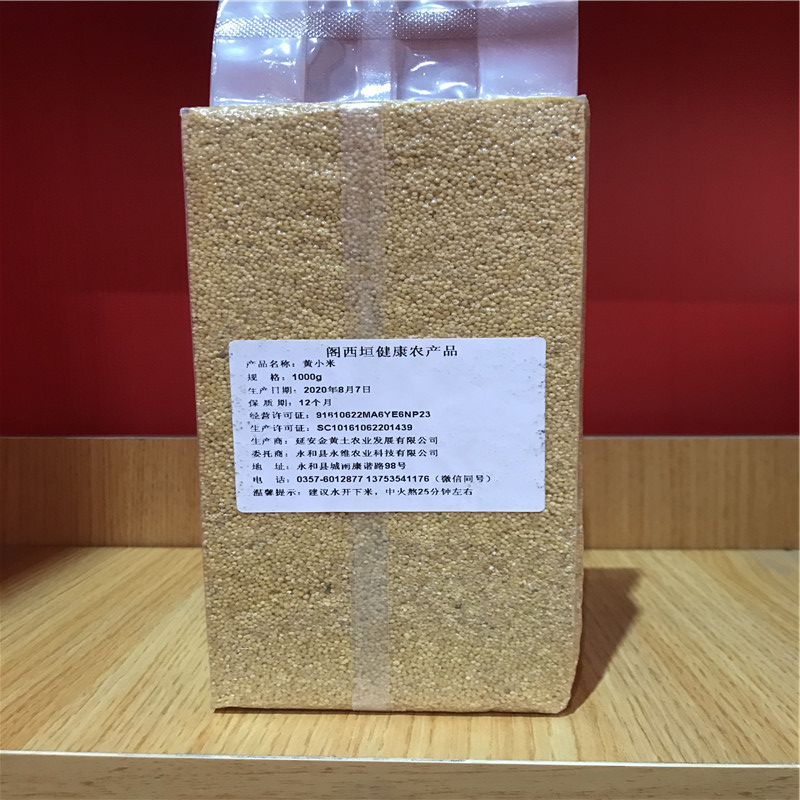 阁西垣健康农产品
产品名称：黄小米
规　格：1000g
生产日期：2020年8月7日
保 质 期：12个月
经营许可证：91610622MA6YE6NP23
生产许可证：SC10161062201439
生产商：延安金黄土农业发展有限公司
委托商：永和县永维农业科技有限公司
地　址：永和县城南康诺路98号
电　话：0357-6012877 13753541176（微信同号）
温馨提示：建议水开下米，中火熬25分钟左右